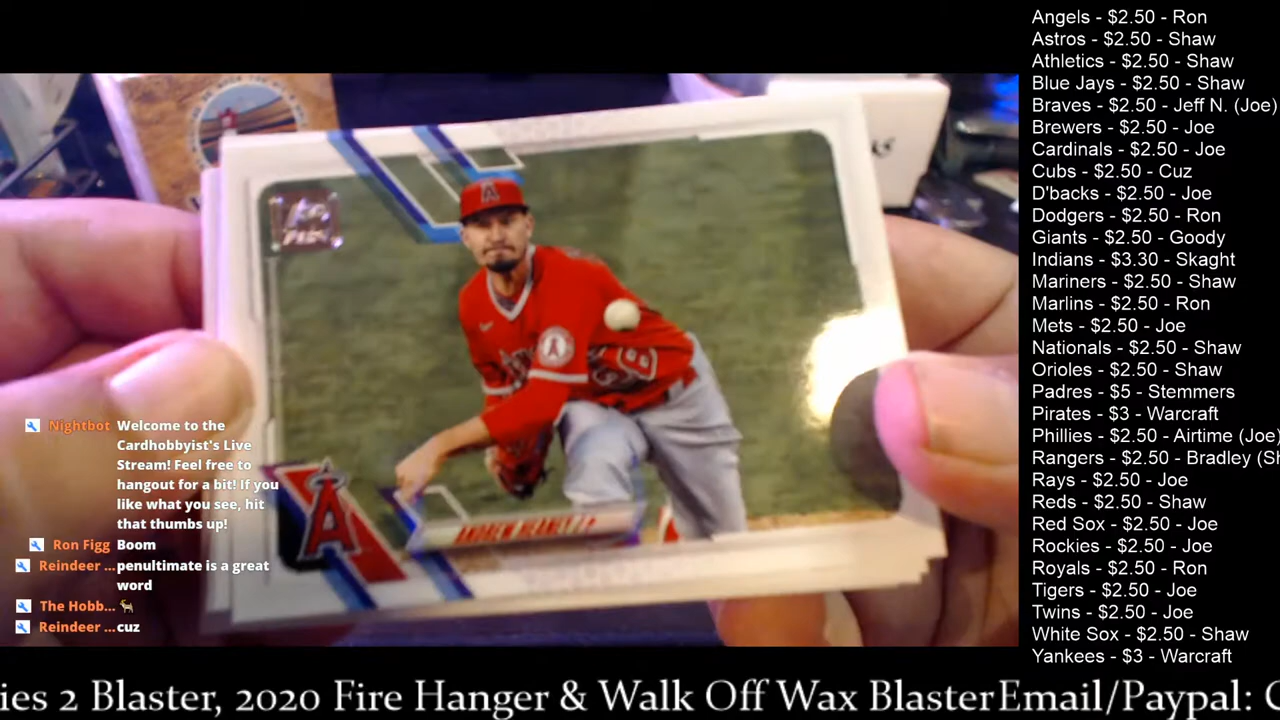 Angels - $2.50 - Ron
Astros - $2.50 - Shaw
Athletics - $2.50 - Shaw
Blue Jays - $2.50 - Shaw
Braves - $2.50 - Jeff N. (Joe)
Brewers - $2.50 - Joe
Cardinals - $2.50 - Joe
Cubs - $2.50 - Cuz
D'backs - $2.50 - Joe
Dodgers - $2.50 - Ron
Giants - $2.50 - Goody
Indians - $3.30 - Skaght
Mariners - $2.50 - Shaw
Marlins - $2.50 - Ron
Mets - $2.50 - Joe
Nationals - $2.50 - Shaw
Orioles - $2.50 - Shaw
Padres - $5 - Stemmers
Pirates - $3 - Warcraft
Phillies - $2.50 - Airtime (Joe)
Rangers - $2.50 - Bradley (Sh
Rays - $2.50 - Joe
Reds - $2.50 - Shaw
Red Sox - $2.50 - Joe
Rockies - $2.50 - Joe
Royals - $2.50 - Ron
Tigers - $2.50 - Joe
Twins - $2.50 - Joe
White Sox - $2.50 - Shaw
Yankees - $3 - Warcraft
A
A
A
Nightbot Welcome to the
Cardhobbyist's Live
Stream! Feel free to
hangout for a bit! If you
like what you see, hit
that thumbs up!
Ron Figg Boom
Reindeer ... penultimate is a great
word
The Hobb...
Reindeer ... cuz
ies 2 Blaster, 2020 Fire Hanger & Walk Off Wax Blaster Email/Paypal: